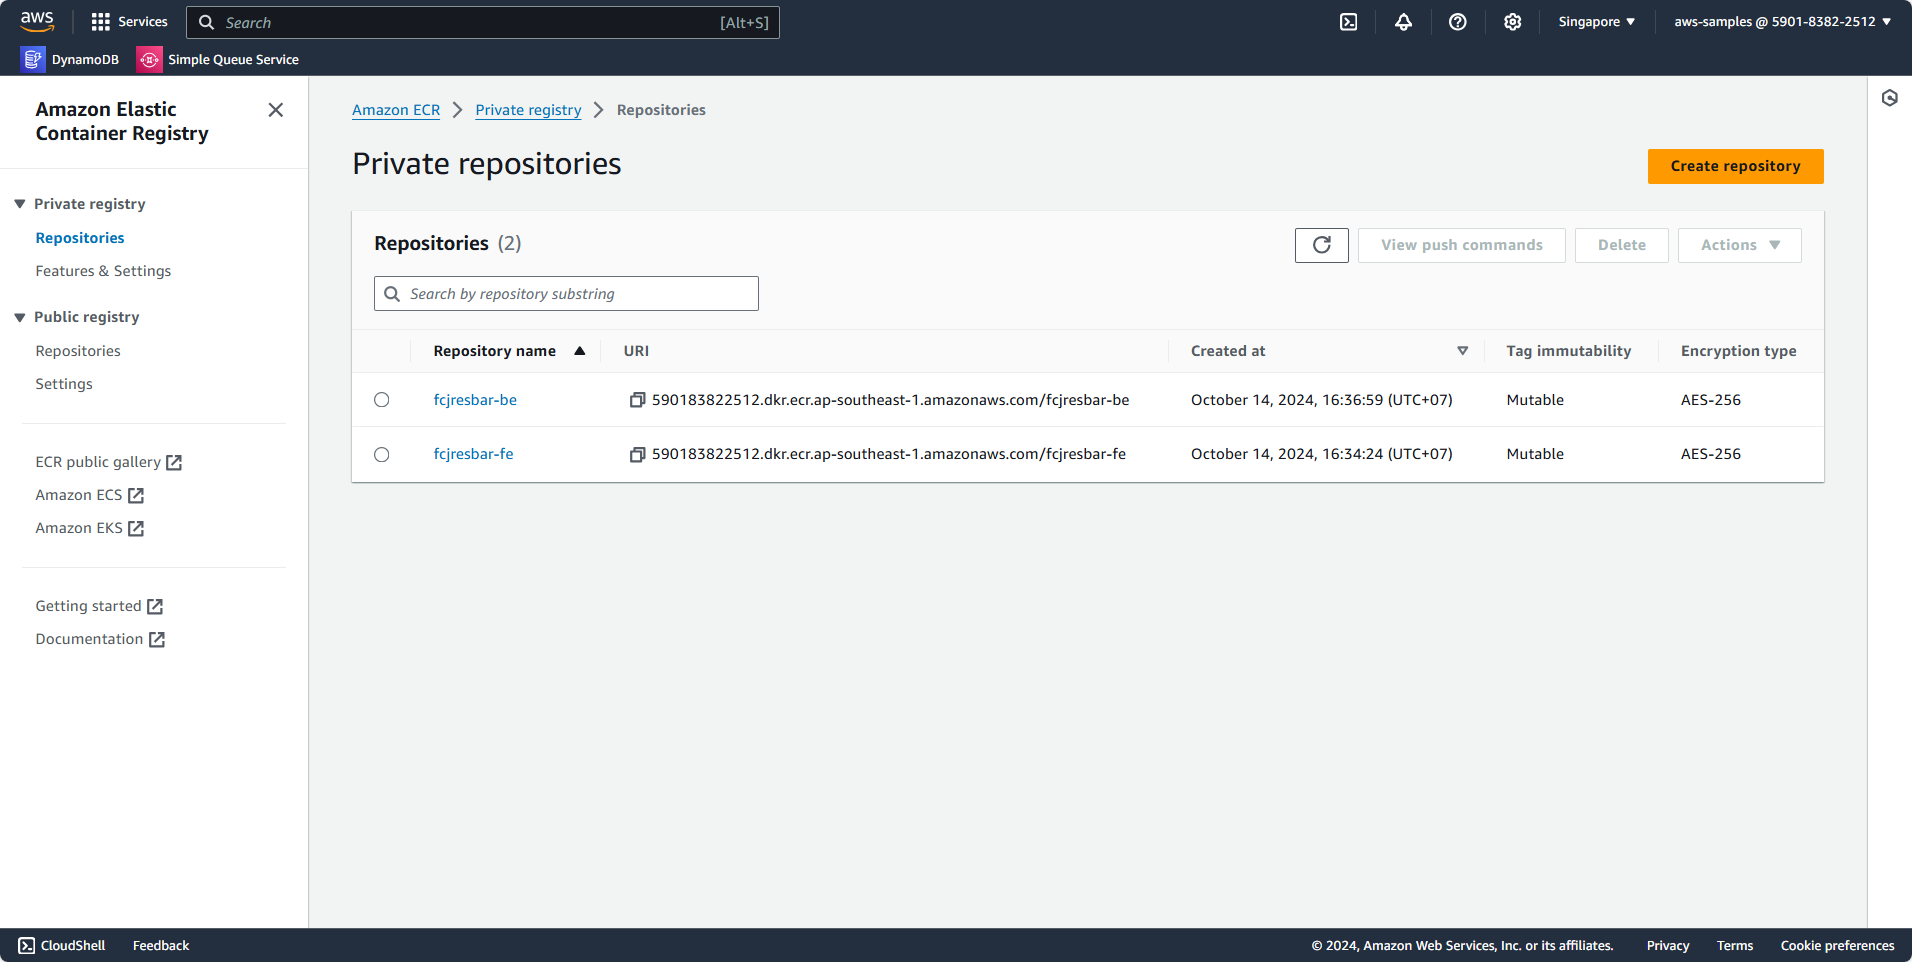 aws
Services
Search
[Alt+S]
Singapore
aws-samples @ 5901-8382-2512
DynamoDB
Simple Queue Service
Amazon Elastic
Container Registry
Private registry
Repositories
Features & Settings
Public registry
Repositories
Settings
ECR public gallery
Amazon ECS
Amazon EKS
Getting started
Documentation
Amazon ECR
Private registry
Repositories
Private repositories
Create repository
Repositories (2)
View push commands
Delete
Actions
Search by repository substring
Repository name URI Created at Tag immutability Encryption type
fcjresbar-be 590183822512.dkr.ecr.ap-southeast-1.amazonaws.com/fcjresbar-be October 14, 2024, 16:36:59 (UTC+07) Mutable AES-256
fcjresbar-fe 590183822512.dkr.ecr.ap-southeast-1.amazonaws.com/fcjresbar-fe October 14, 2024, 16:34:24 (UTC+07) Mutable AES-256
CloudShell
Feedback
© 2024, Amazon Web Services, Inc. or its affiliates.
Privacy
Terms
Cookie preferences